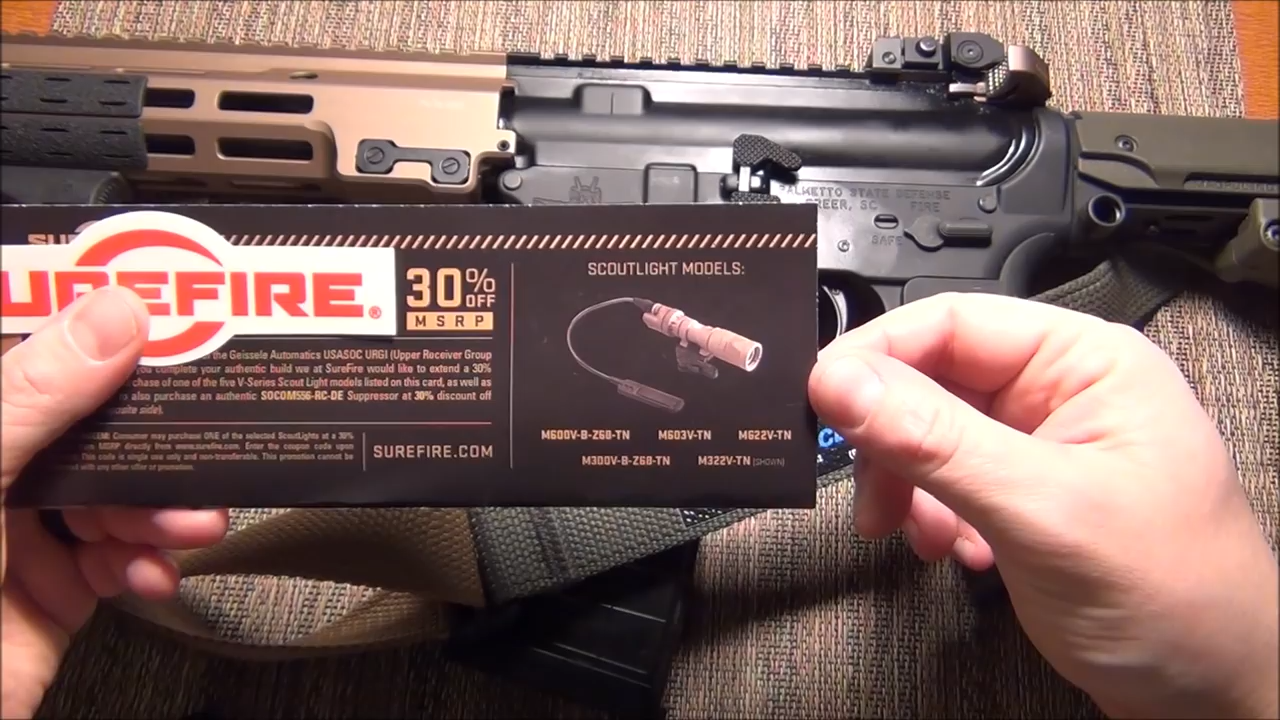 PALMETTO STATE DEFENSE
GREER, SC
FIRE
SAFE
SUREFIRE®
30% OFF
MSRP
SCOUTLIGHT MODELS:
of the Geissele Automatics USASOC URGI (Upper Receiver Group
you complete your authentic build we at SureFire would like to extend a 30%
chase of one of the five V-Series Scout Light models listed on this card, as well as
also purchase an authentic SOCOM556-RC-DE Suppressor at 30% discount off
side).
Consumer may purchase ONE of the selected ScoutLights at a 30%
MSRP directly from www.surefire.com. Enter the coupon code upon
This code is single use only and non-transferable. This promotion cannot be
with any other offer or promotion.
SUREFIRE.COM
M600V-B-Z68-TN M603V-TN M622V-TN
M300V-B-Z68-TN M322V-TN (SHOWN)